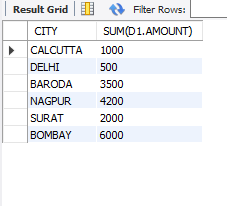 Result Grid Filter Rows:
CITY SUM(D1.AMOUNT)
CALCUTTA 1000
DELHI 500
BARODA 3500
NAGPUR 4200
SURAT 2000
BOMBAY 6000